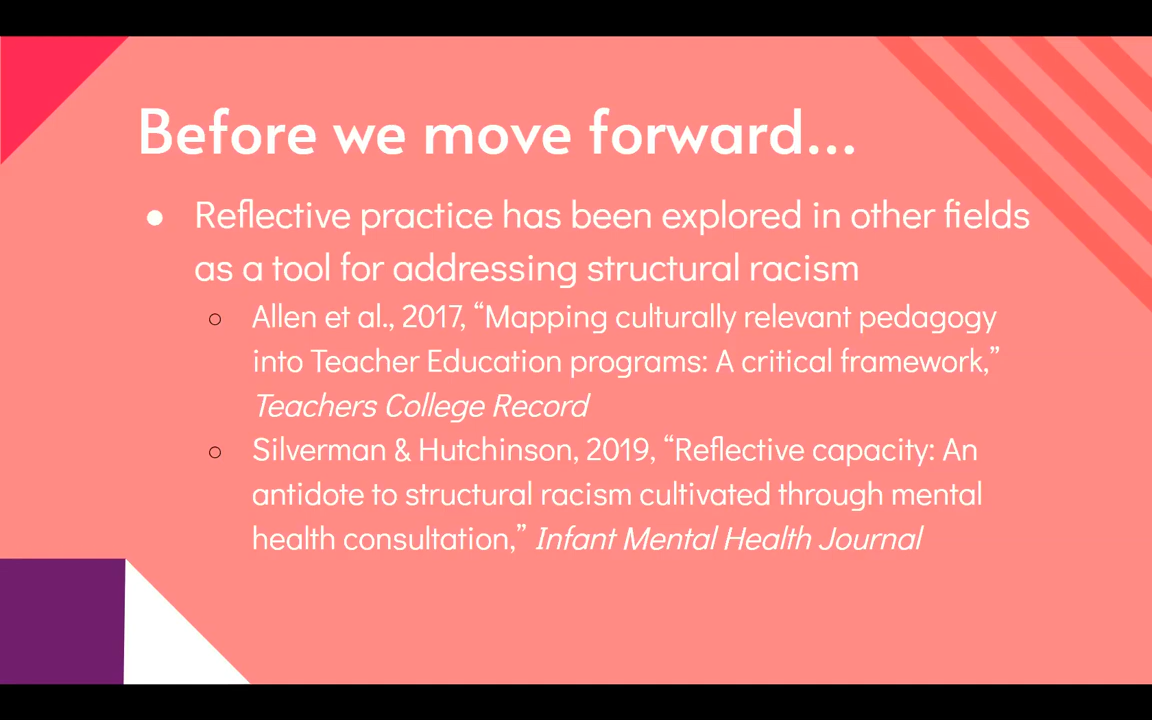 Before we move forward...
● Reflective practice has been explored in other fields
as a tool for addressing structural racism
○ Allen et al., 2017, “Mapping culturally relevant pedagogy
into Teacher Education programs: A critical framework,”
Teachers College Record
○ Silverman & Hutchinson, 2019, “Reflective capacity: An
antidote to structural racism cultivated through mental
health consultation,” Infant Mental Health Journal